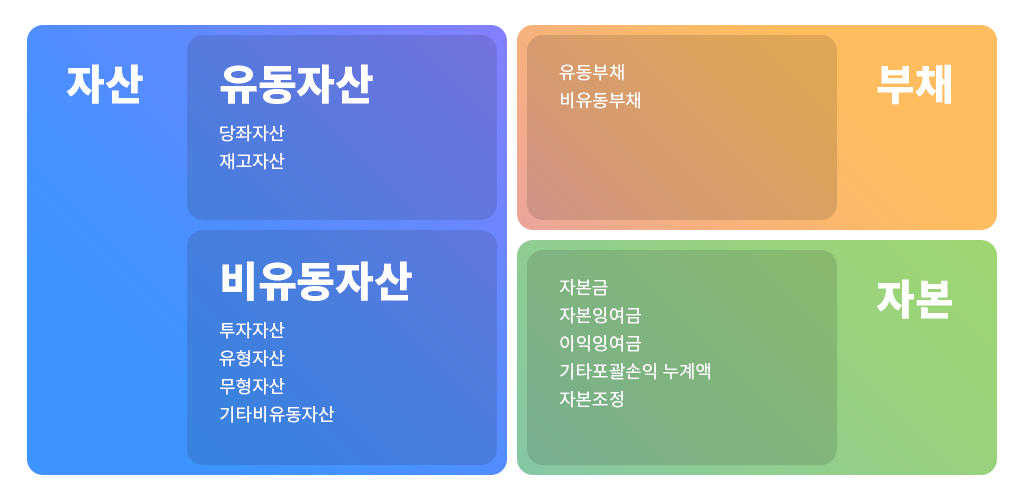 자산
유동자산
당좌자산
재고자산
비유동자산
투자자산
유형자산
무형자산
기타비유동자산
부채
유동부채
비유동부채
자본
자본금
자본잉여금
이익잉여금
기타포괄손익 누계액
자본조정